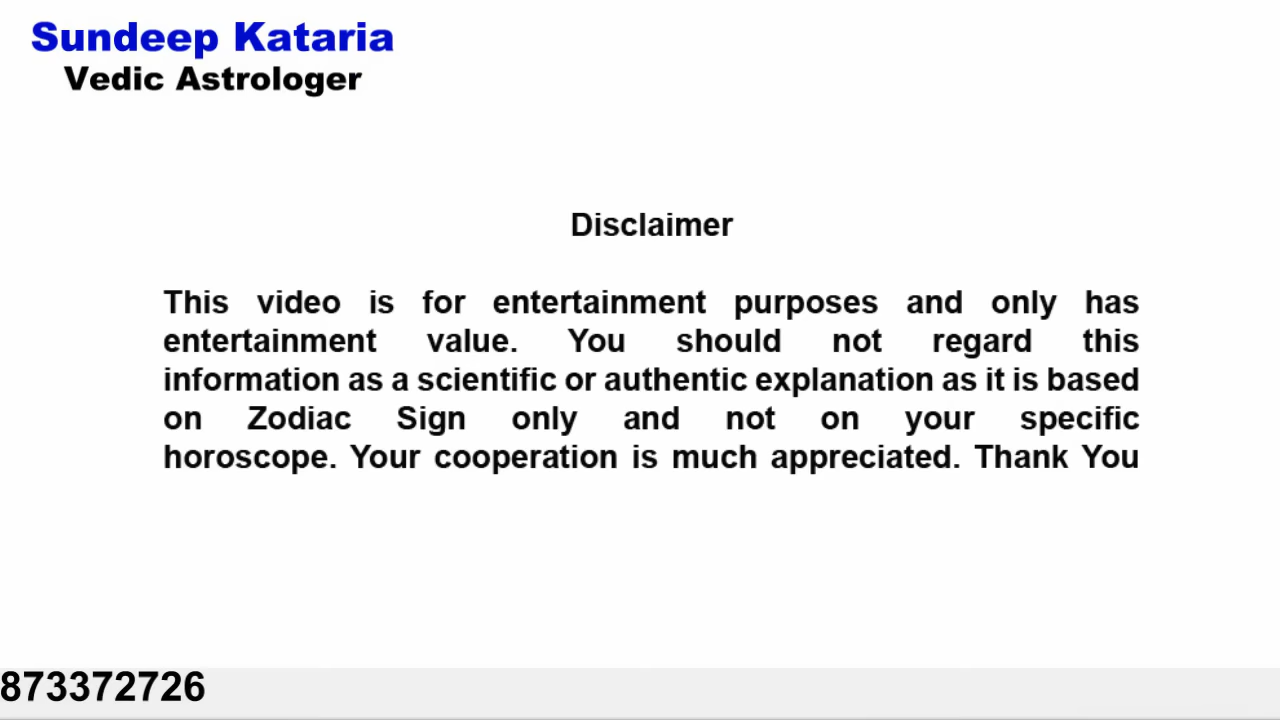 Sundeep Kataria
Vedic Astrologer
Disclaimer
This video is for entertainment purposes and only has
entertainment value. You should not regard this
information as a scientific or authentic explanation as it is based
on Zodiac Sign only and not on your specific
horoscope. Your cooperation is much appreciated. Thank You
873372726